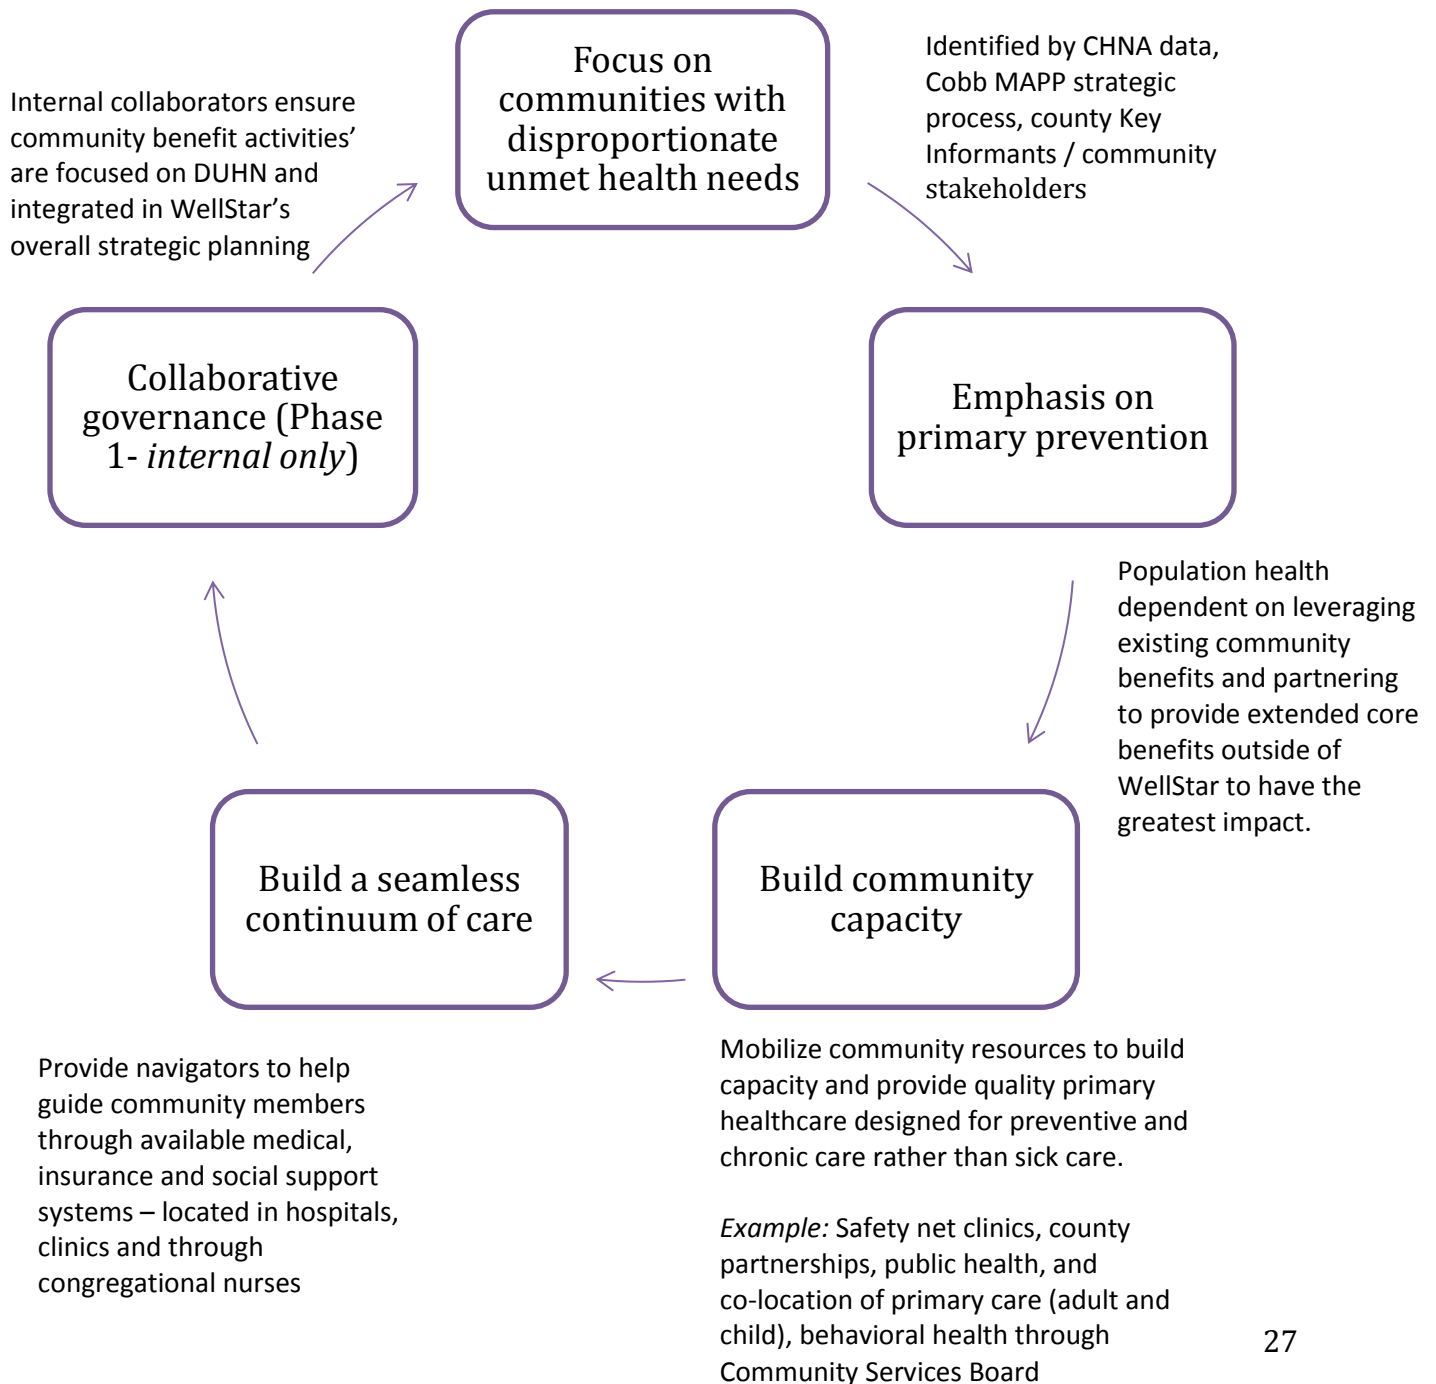 Focus on
communities with
disproportionate
unmet health needs
Identified by CHNA data,
Cobb MAPP strategic
process, county Key
Informants / community
stakeholders
Emphasis on
primary prevention
Population health
dependent on leveraging
existing community
benefits and partnering
to provide extended core
benefits outside of
WellStar to have the
greatest impact.
Build community
capacity
Mobilize community resources to build
capacity and provide quality primary
healthcare designed for preventive and
chronic care rather than sick care.
Example: Safety net clinics, county
partnerships, public health, and
co-location of primary care (adult and
child), behavioral health through
Community Services Board
Build a seamless
continuum of care
Provide navigators to help
guide community members
through available medical,
insurance and social support
systems – located in hospitals,
clinics and through
congregational nurses
Collaborative
governance (Phase
1- internal only)
Internal collaborators ensure
community benefit activities’
are focused on DUHN and
integrated in WellStar’s
overall strategic planning
27